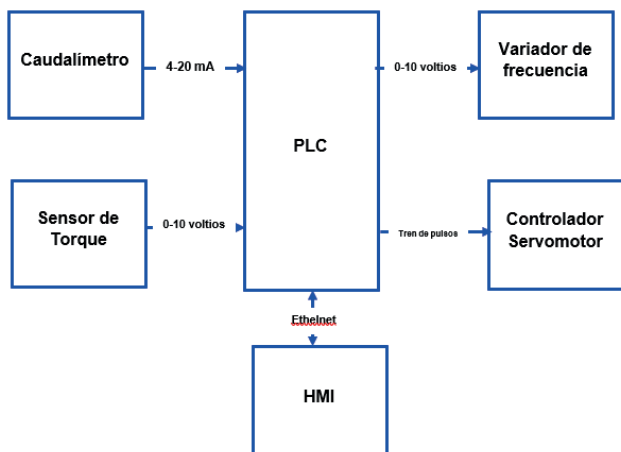 Caudalímetro
4-20 mA
PLC
0-10 voltios
Variador de
frecuencia
Sensor de
Torque
0-10 voltios
Tren de pulsos
Controlador
Servomotor
Ethelnet
HMI